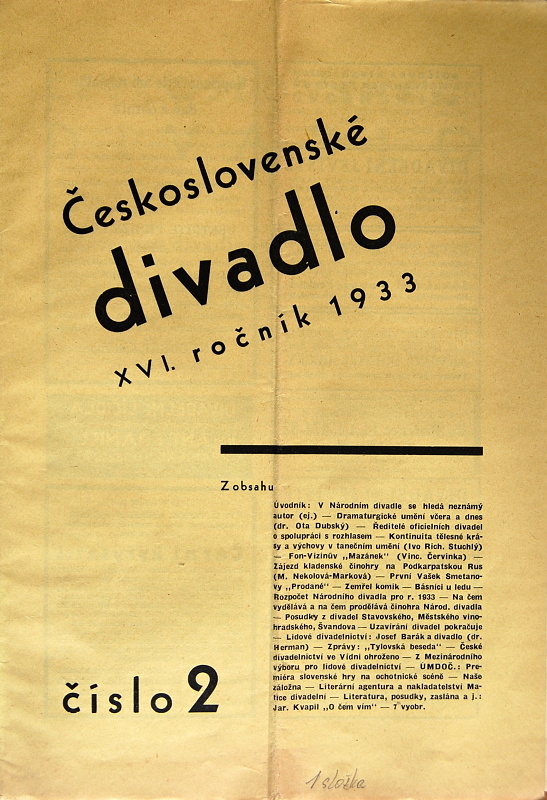 Československé
divadlo
XVI. ročník 1933
Z obsahu
Úvodník: V Národním divadle se hledá neznámý
autor (ej.) — Dramaturgické umění včera a dnes
(dr. Ota Dubský) — Ředitelé oficielních divadel
o spolupráci s rozhlasem — Kontinuita tělesné krá-
sy a výchovy v tanečním umění (Ivo Rich. Stuchlý)
— Fon-Vizinův „Mazánek" (Vinc. Červinka) —
Zájezd kladenské činohry na Podkarpatskou Rus
(M. Nekolová-Marková) — První Vašek Smetano-
vy „Prodané" — Zemřel komik — Básníci u ledu —
Rozpočet Národního divadla pro r. 1933 — Na čem
vydělává a na čem prodělává činohra Národ. divadla
— Posudky z divadel Stavovského, Městského vino-
hradského, Švandova — Uzavírání divadel pokračuje
— Lidové divadelnictví: Josef Barák a divadlo (dr.
Herman) — Zprávy: „Tylovská beseda" — České
divadelnictví ve Vídni ohroženo — Z Mezinárodního
výboru pro lidové divadelnictví — ÚMDOČ.: Pre-
miéra slovenské hry na ochotnické scéně — Naše
záložna — Literární agentura a nakladatelství Ma-
tice divadelní — Literatura, posudky, zaslána a j.:
Jar. Kvapil „O čem vím" — 7 vyobr.
číslo 2
1 složka